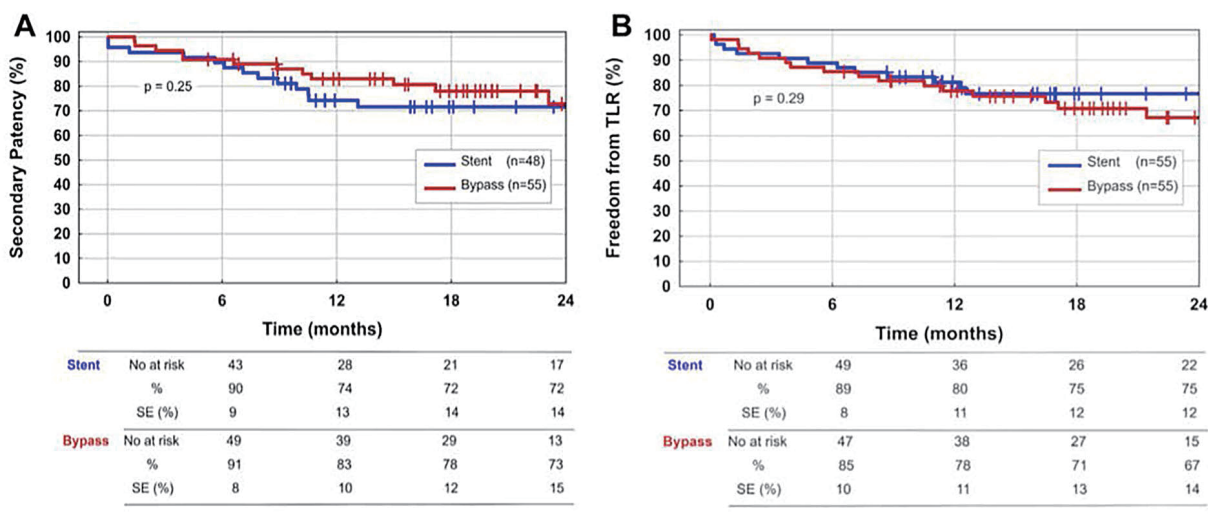 A
Secondary Patency (%)
100
90
80
70
60
50
40
30
20
10
0
p = 0.25
Stent (n=48)
Bypass (n=55)
0 6 12 18 24
Time (months)
Stent No at risk 43 28 21 17
% 90 74 72 72
SE (%) 9 13 14 14
Bypass No at risk 49 39 29 13
% 91 83 78 73
SE (%) 8 10 12 15
B
Freedom from TLR (%)
100
90
80
70
60
50
40
30
20
10
0
p = 0.29
Stent (n=55)
Bypass (n=55)
0 6 12 18 24
Time (months)
Stent No at risk 49 36 26 22
% 89 80 75 75
SE (%) 8 11 12 12
Bypass No at risk 47 38 27 15
% 85 78 71 67
SE (%) 10 11 13 14